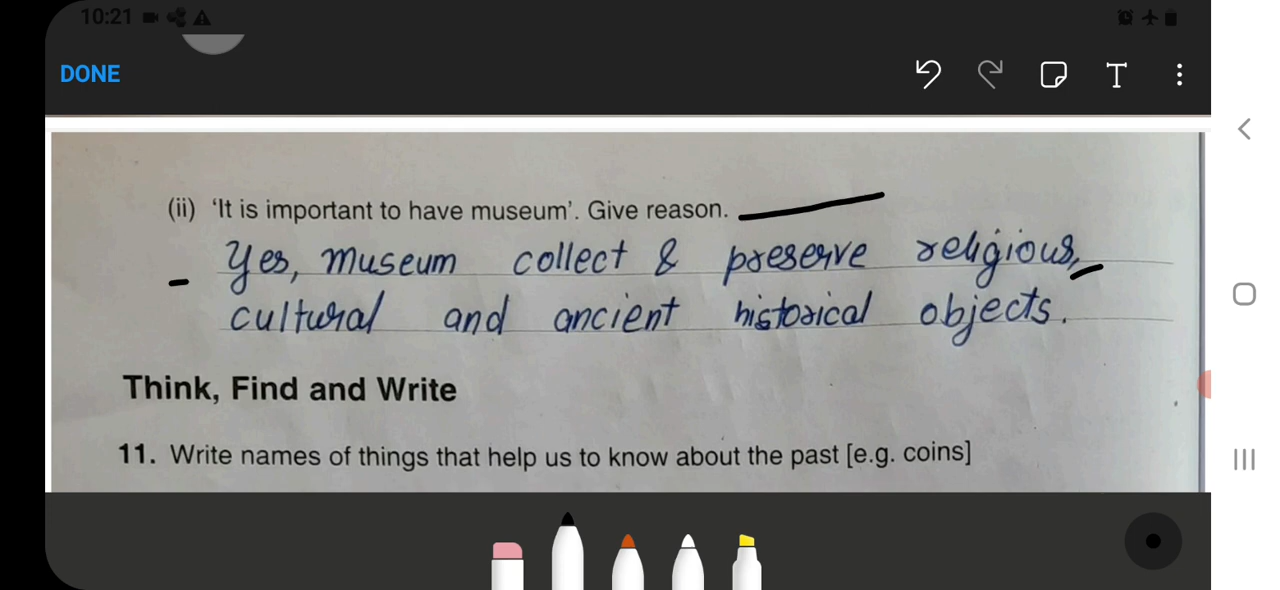 10:21
DONE
T
(ii) 'It is important to have museum'. Give reason.
Yes, museum collect & preserve religious,
cultural and ancient historical objects.
Think, Find and Write
11. Write names of things that help us to know about the past [e.g. coins]